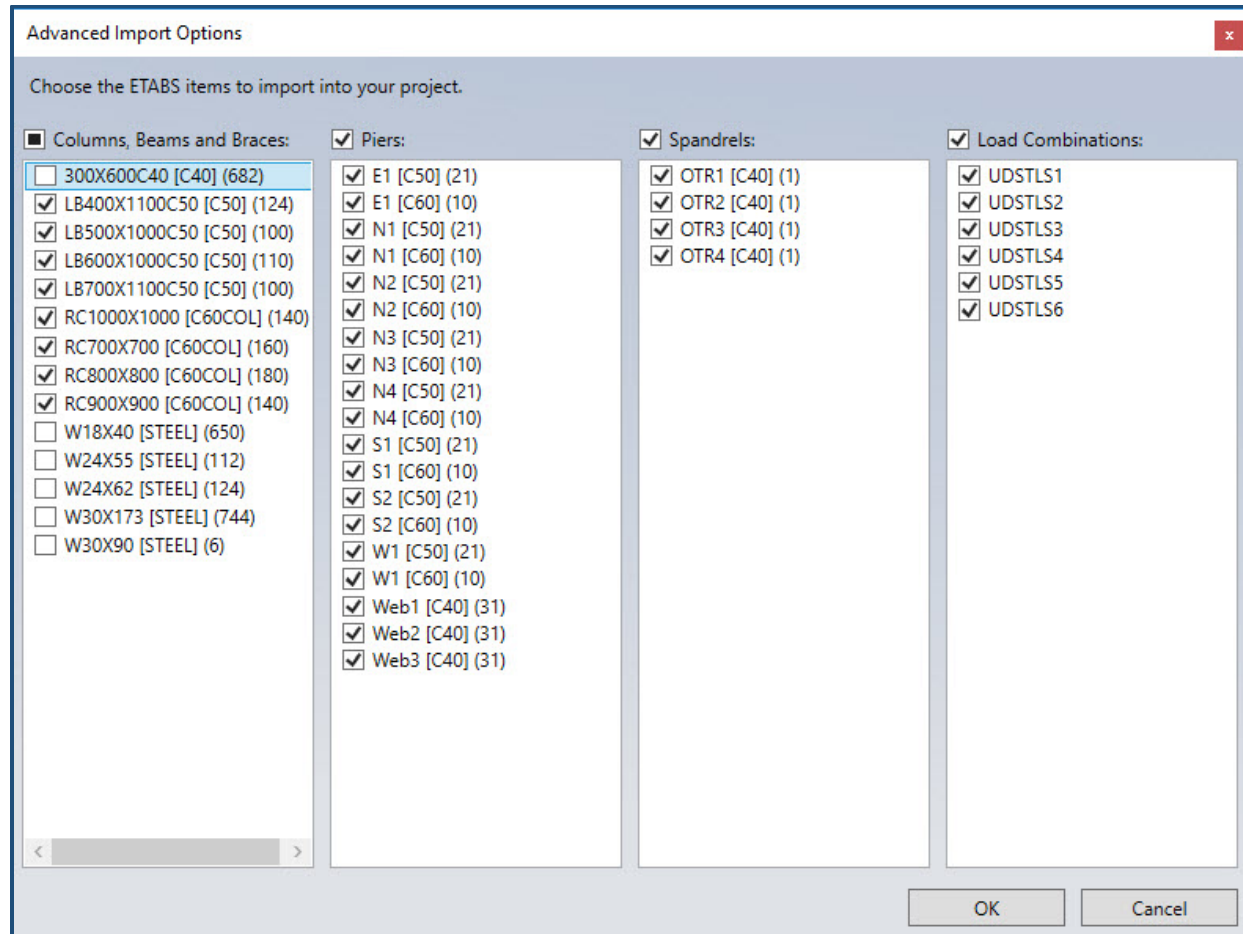 Advanced Import Options
x
Choose the ETABS items to import into your project.
Columns, Beams and Braces:
300X600C40 [C40] (682)
LB400X1100C50 [C50] (124)
LB500X1000C50 [C50] (100)
LB600X1000C50 [C50] (110)
LB700X1100C50 [C50] (100)
RC1000X1000 [C60COL] (140)
RC700X700 [C60COL] (160)
RC800X800 [C60COL] (180)
RC900X900 [C60COL] (140)
W18X40 [STEEL] (650)
W24X55 [STEEL] (112)
W24X62 [STEEL] (124)
W30X173 [STEEL] (744)
W30X90 [STEEL] (6)
Piers:
E1 [C50] (21)
E1 [C60] (10)
N1 [C50] (21)
N1 [C60] (10)
N2 [C50] (21)
N2 [C60] (10)
N3 [C50] (21)
N3 [C60] (10)
N4 [C50] (21)
N4 [C60] (10)
S1 [C50] (21)
S1 [C60] (10)
S2 [C50] (21)
S2 [C60] (10)
W1 [C50] (21)
W1 [C60] (10)
Web1 [C40] (31)
Web2 [C40] (31)
Web3 [C40] (31)
Spandrels:
OTR1 [C40] (1)
OTR2 [C40] (1)
OTR3 [C40] (1)
OTR4 [C40] (1)
Load Combinations:
UDSTLS1
UDSTLS2
UDSTLS3
UDSTLS4
UDSTLS5
UDSTLS6
OK
Cancel